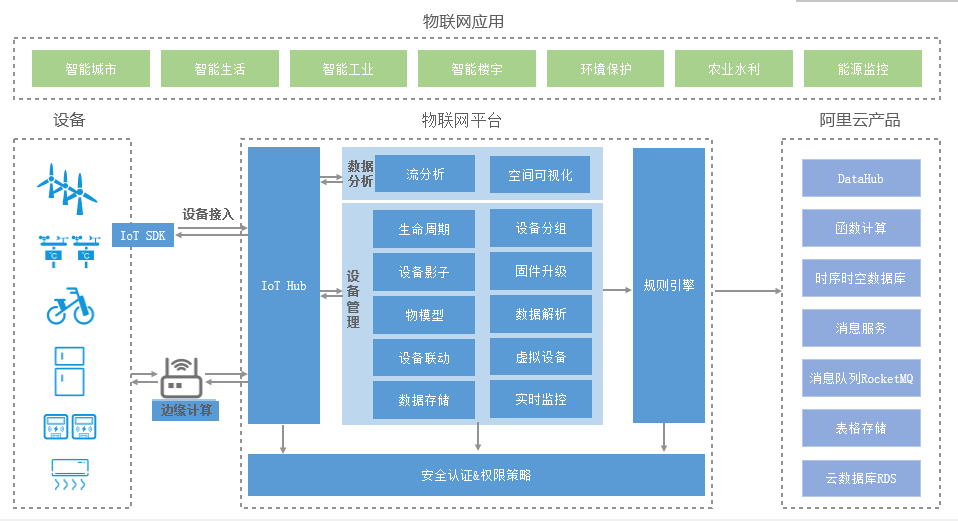 物联网应用
智能城市
智能生活
智能工业
智能楼宇
环境保护
农业水利
能源监控
设备
物联网平台
阿里云产品
IoT SDK
设备接入
边缘计算
IoT Hub
数据
分析
流分析
空间可视化
设备管理
生命周期
设备分组
设备影子
固件升级
物模型
数据解析
设备联动
虚拟设备
数据存储
实时监控
规则引擎
安全认证&权限策略
DataHub
函数计算
时序时空数据库
消息服务
消息队列RocketMQ
表格存储
云数据库RDS
℃
℃